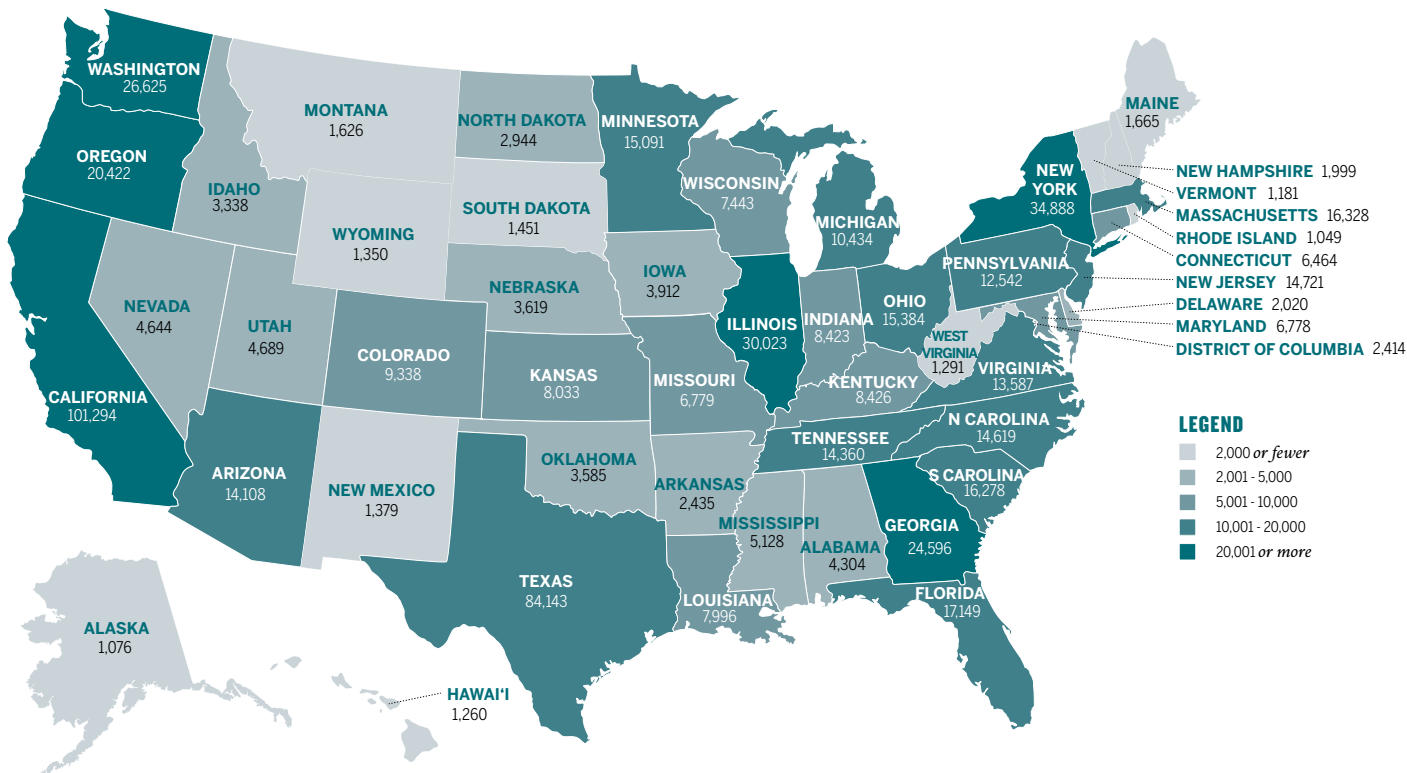 WASHINGTON
26,625
OREGON
20,422
CALIFORNIA
101,294
IDAHO
3,338
NEVADA
4,644
MONTANA
1,626
WYOMING
1,350
UTAH
4,689
ARIZONA
14,108
COLORADO
9,338
NEW MEXICO
1,379
NORTH DAKOTA
2,944
SOUTH DAKOTA
1,451
NEBRASKA
3,619
KANSAS
8,033
OKLAHOMA
3,585
TEXAS
84,143
MINNESOTA
15,091
IOWA
3,912
MISSOURI
6,779
ARKANSAS
2,435
LOUISIANA
7,996
WISCONSIN
7,443
ILLINOIS
30,023
MICHIGAN
10,434
INDIANA
8,423
OHIO
15,384
KENTUCKY
8,426
TENNESSEE
14,360
MISSISSIPPI
5,128
ALABAMA
4,304
GEORGIA
24,596
FLORIDA
17,149
S CAROLINA
16,278
N CAROLINA
14,619
VIRGINIA
13,587
WEST
VIRGINIA
1,291
PENNSYLVANIA
12,542
NEW
YORK
34,888
MAINE
1,665
NEW HAMPSHIRE 1,999
VERMONT 1,181
MASSACHUSETTS 16,328
RHODE ISLAND 1,049
CONNECTICUT 6,464
NEW JERSEY 14,721
DELAWARE 2,020
MARYLAND 6,778
DISTRICT OF COLUMBIA 2,414
ALASKA
1,076
HAWAI‘I
1,260
LEGEND
2,000 or fewer
2,001 - 5,000
5,001 - 10,000
10,001 - 20,000
20,001 or more